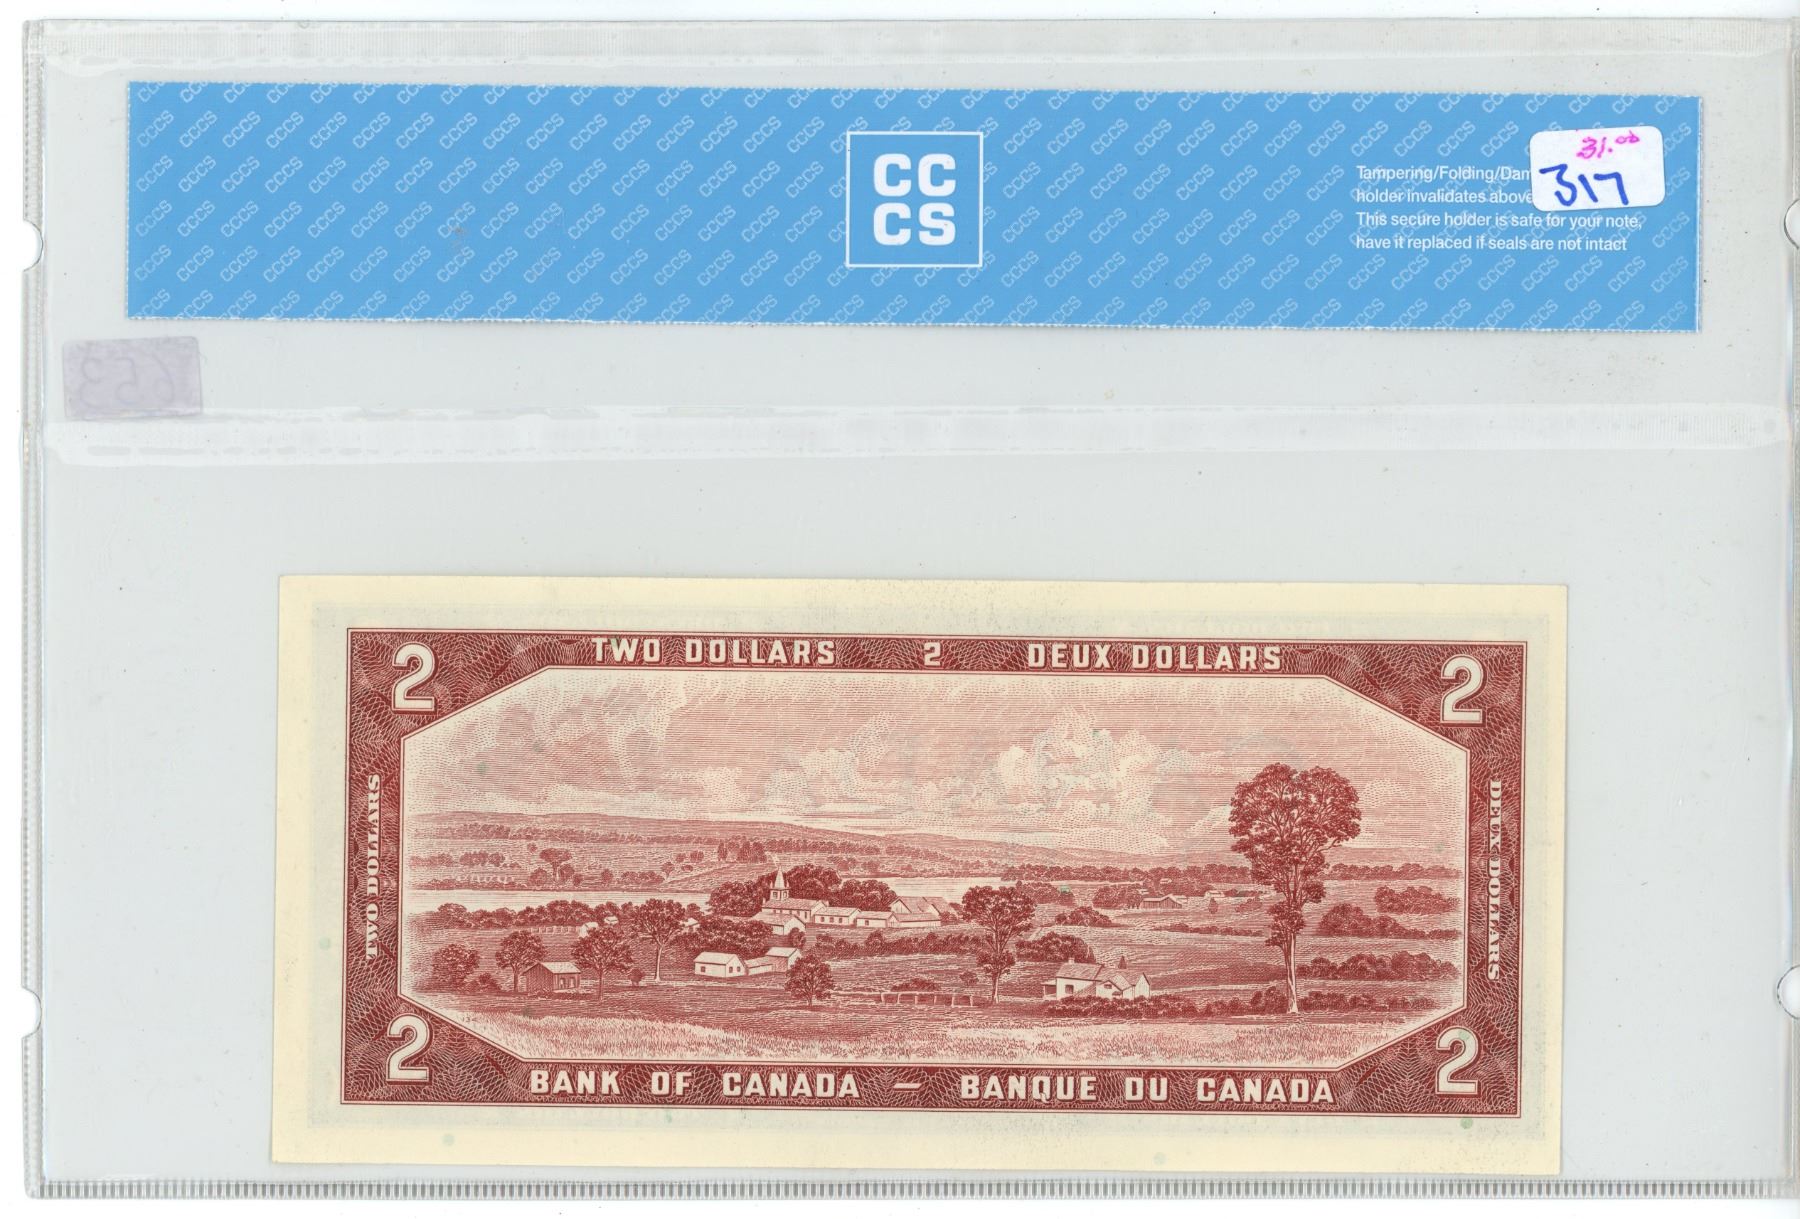 CC
CS
31.00
317
Tampering/Folding/Dam
holder invalidates above
This secure holder is safe for your note,
have it replaced if seals are not intact
653
TWO DOLLARS 2 DEUX DOLLARS
2
2
TWO DOLLARS
DEUX DOLLARS
2
2
BANK OF CANADA – BANQUE DU CANADA